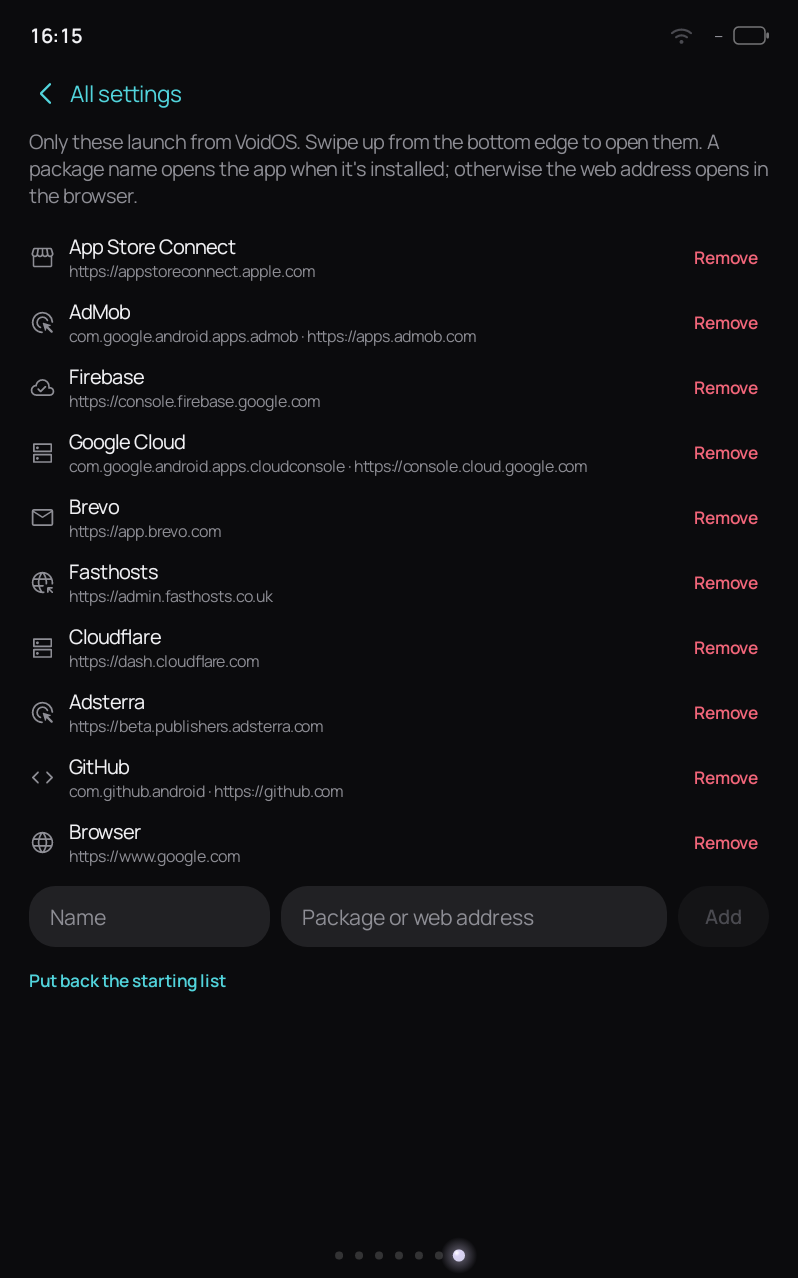 16:15
–
All settings
Only these launch from VoidOS. Swipe up from the bottom edge to open them. A
package name opens the app when it's installed; otherwise the web address opens in
the browser.
App Store Connect
https://appstoreconnect.apple.com
Remove
AdMob
com.google.android.apps.admob · https://apps.admob.com
Remove
Firebase
https://console.firebase.google.com
Remove
Google Cloud
com.google.android.apps.cloudconsole · https://console.cloud.google.com
Remove
Brevo
https://app.brevo.com
Remove
Fasthosts
https://admin.fasthosts.co.uk
Remove
Cloudflare
https://dash.cloudflare.com
Remove
Adsterra
https://beta.publishers.adsterra.com
Remove
GitHub
com.github.android · https://github.com
Remove
Browser
https://www.google.com
Remove
Name
Package or web address
Add
Put back the starting list